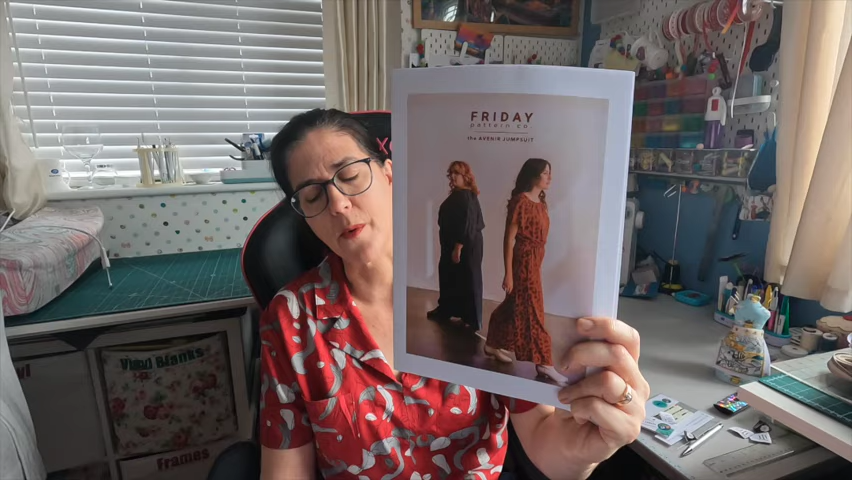 FRIDAY
pattern co.
the AVENIR JUMPSUIT
Vinyl Blanks
Frames